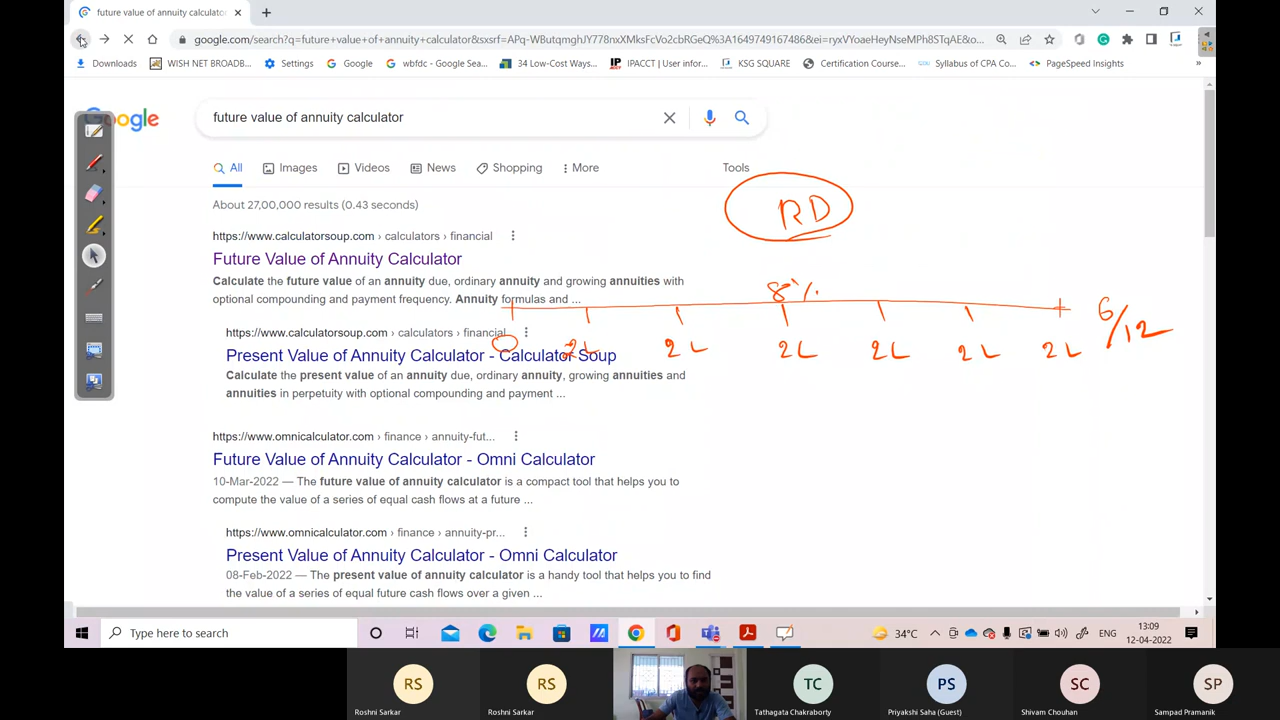 future value of annuity calculato
google.com/search?q=future+value+of+annuity+calculator&sxsrf=APq-WButqmghJY778nxXMksFcVo2cbRGeQ%3A1649749167486&ei=ryxVYoaeHeyNseMPh8STqAE&o...
Downloads WISH NET BROADB... Settings Google wbfdc - Google Sea... 34 Low-Cost Ways... IPACCT | User infor... KSG SQUARE Certification Course... Syllabus of CPA Co... PageSpeed Insights »
Google
future value of annuity calculator
All Images Videos News Shopping More Tools
About 27,00,000 results (0.43 seconds)
RD
https://www.calculatorsoup.com › calculators › financial
Future Value of Annuity Calculator
Calculate the future value of an annuity due, ordinary annuity and growing annuities with
optional compounding and payment frequency. Annuity formulas and ...
8%
0 2L 2L 2L 2L 2L 2L 6/12
https://www.calculatorsoup.com › calculators › financial
Present Value of Annuity Calculator - Calculator Soup
Calculate the present value of an annuity due, ordinary annuity, growing annuities and
annuities in perpetuity with optional compounding and payment ...
https://www.omnicalculator.com › finance › annuity-fut...
Future Value of Annuity Calculator - Omni Calculator
10-Mar-2022 — The future value of annuity calculator is a compact tool that helps you to
compute the value of a series of equal cash flows at a future ...
https://www.omnicalculator.com › finance › annuity-pr...
Present Value of Annuity Calculator - Omni Calculator
08-Feb-2022 — The present value of annuity calculator is a handy tool that helps you to find
the value of a series of equal future cash flows over a given ...
Type here to search
34°C ENG
13:09
12-04-2022
RS RS TC PS SC SP
Roshni Sarkar Roshni Sarkar Tathagata Chakraborty Priyakshi Saha (Guest) Shivam Chouhan Sampad Pramanik